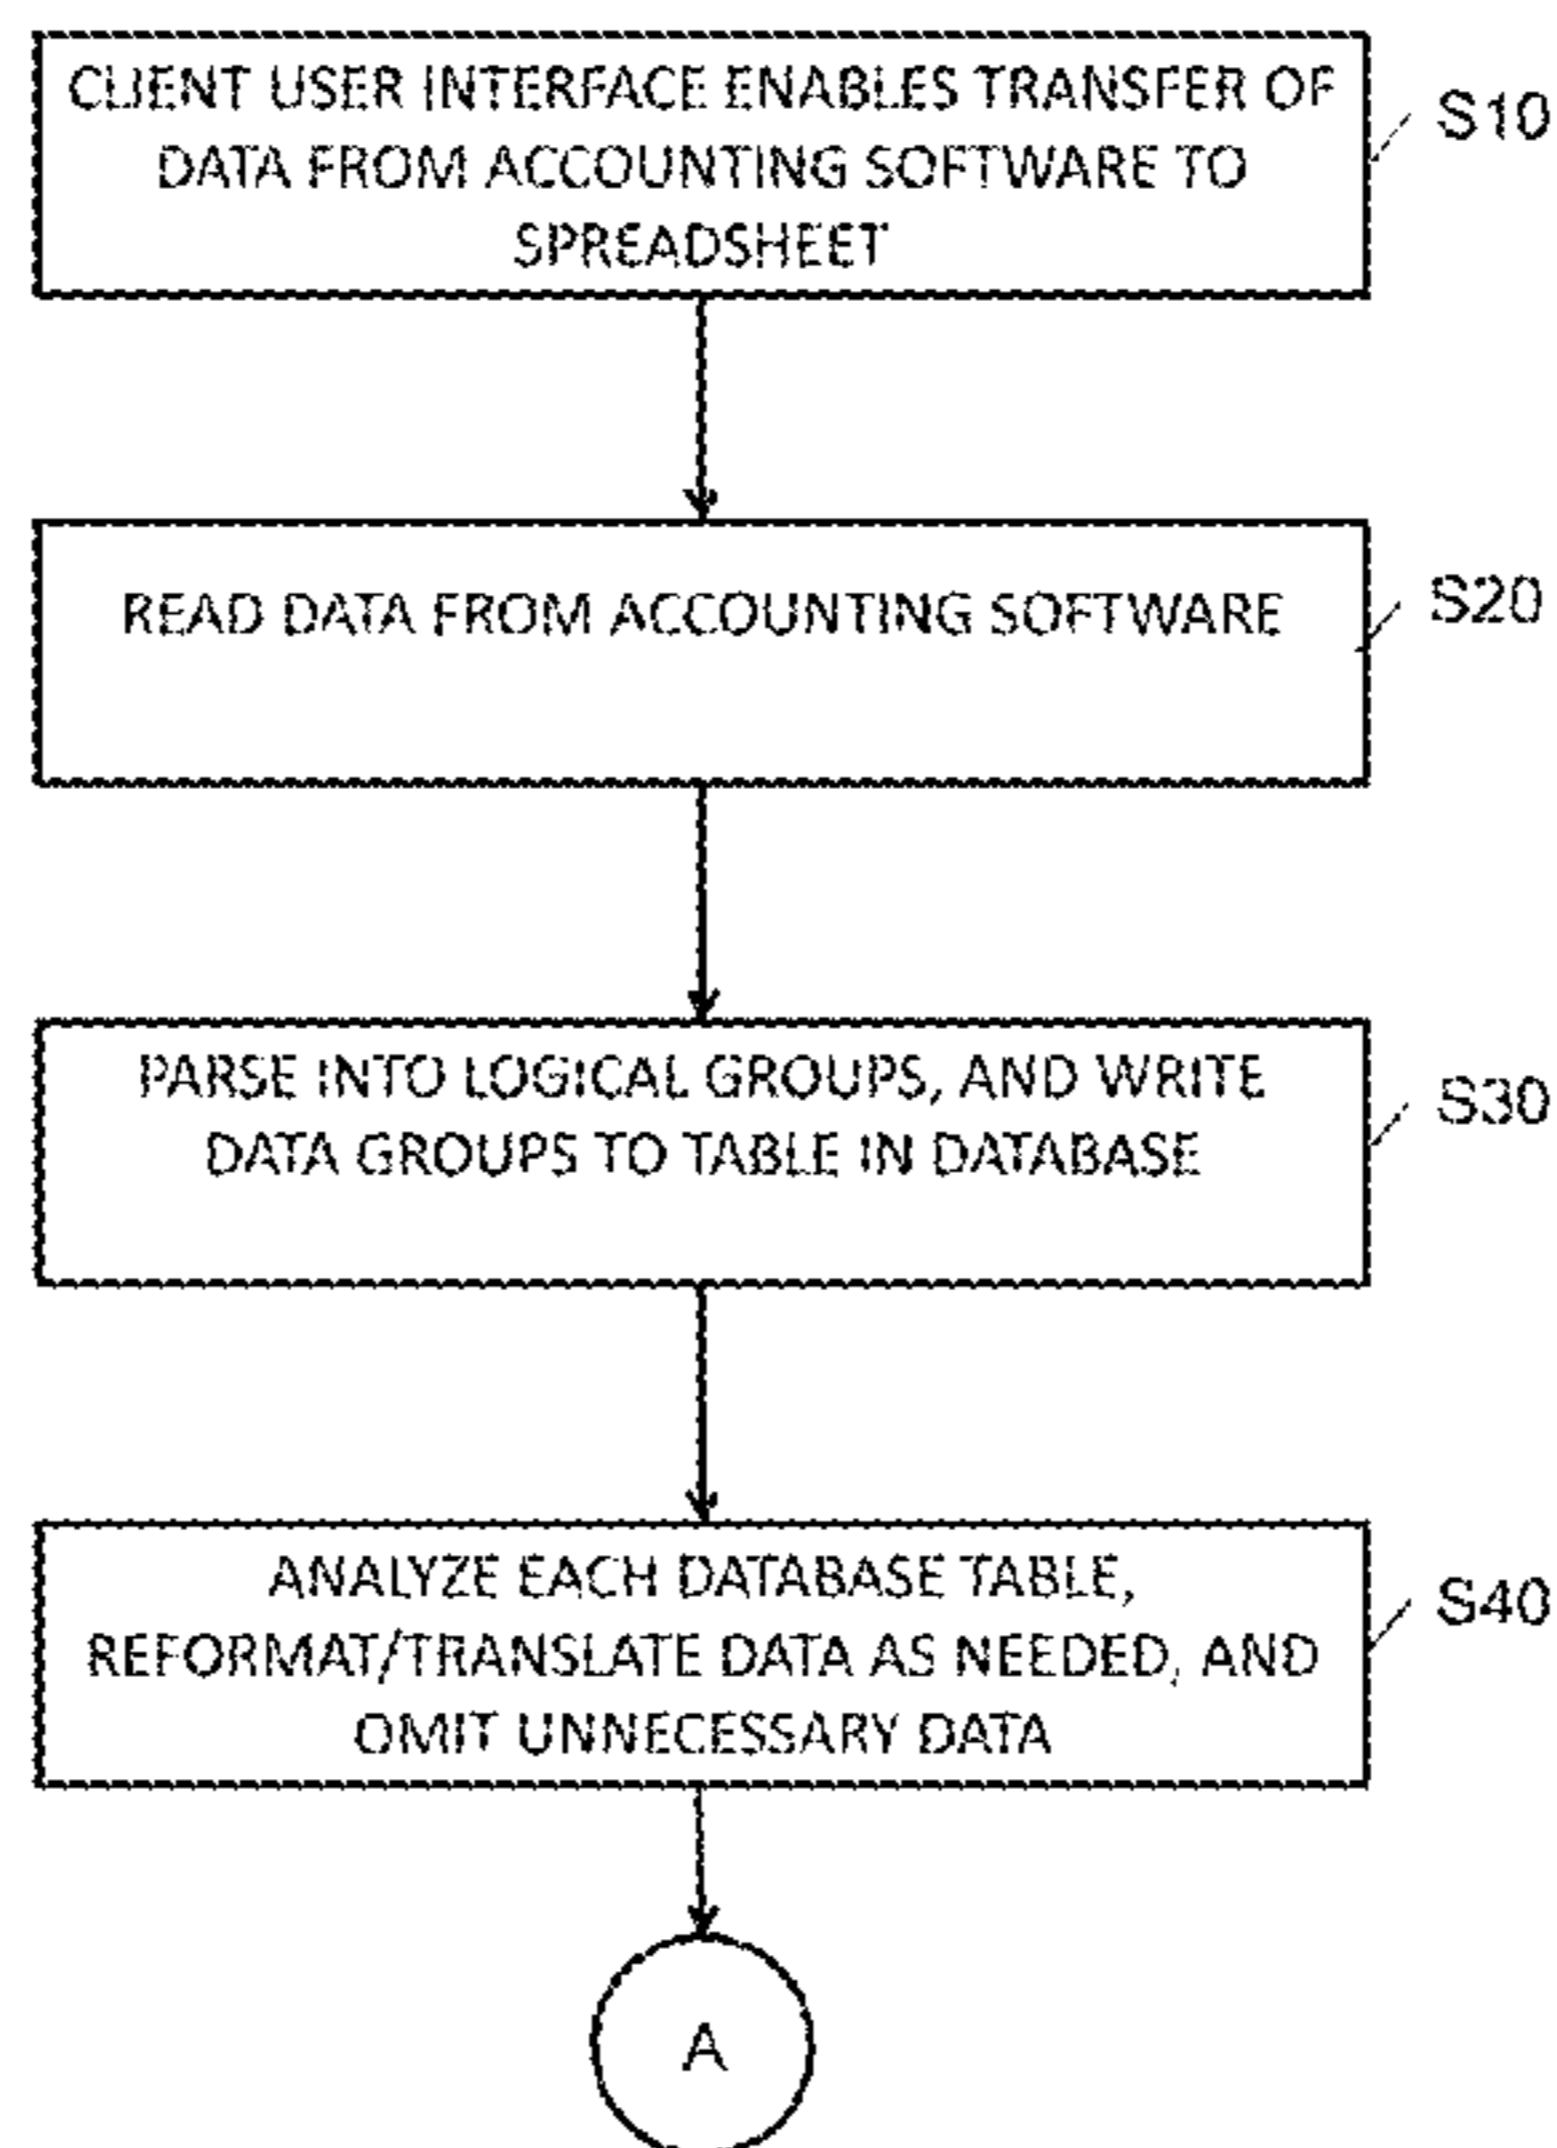 CLIENT USER INTERFACE ENABLES TRANSFER OF
DATA FROM ACCOUNTING SOFTWARE TO
SPREADSHEET
S10
READ DATA FROM ACCOUNTING SOFTWARE
S20
PARSE INTO LOGICAL GROUPS, AND WRITE
DATA GROUPS TO TABLE IN DATABASE
S30
ANALYZE EACH DATABASE TABLE,
REFORMAT/TRANSLATE DATA AS NEEDED, AND
OMIT UNNECESSARY DATA
S40
A